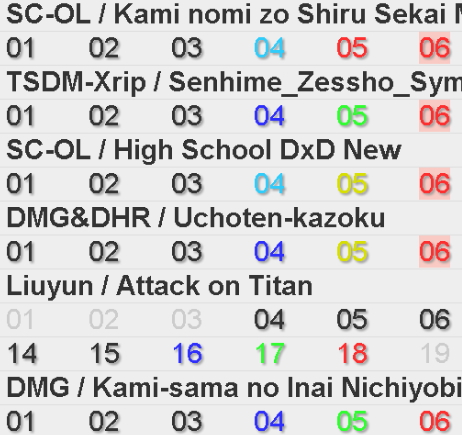 SC-OL / Kami nomi zo Shiru Sekai
01 02 03 04 05 06
TSDM-Xrip / Senhime_Zessho_Sym
01 02 03 04 05 06
SC-OL / High School DxD New
01 02 03 04 05 06
DMG&DHR / Uchoten-kazoku
01 02 03 04 05 06
Liuyun / Attack on Titan
01 02 03 04 05 06
14 15 16 17 18 19
DMG / Kami-sama no Inai Nichiyobi
01 02 03 04 05 06